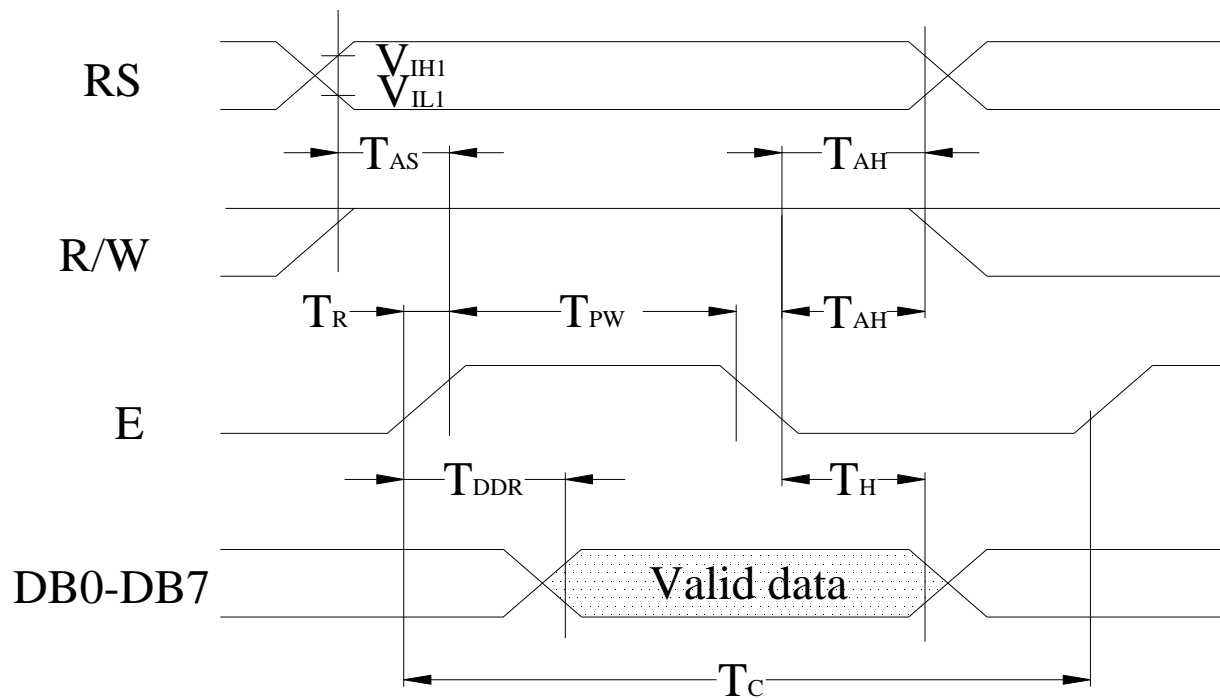 RS
VIH1
VIL1
TAS
TAH
R/W
TR
TPW
TAH
E
TDDR
TH
DB0-DB7
Valid data
TC